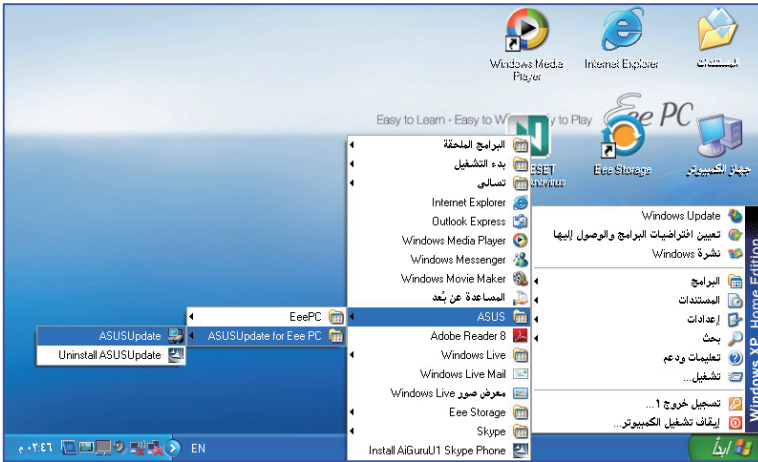 Windows Media Player
Internet Explorer
المستندات
Easy to Learn · Easy to
to Play
Eee PC
ESET
Eee Storage
جهاز الكمبيوتر
البرامج الملحقة
بدء التشغيل
تسالي
Internet Explorer
Outlook Express
Windows Media Player
Windows Messenger
Windows Movie Maker
المساعدة عن بُعد
ASUS
Adobe Reader 8
Windows Live
Windows Live Mail
معرض صور Windows Live
Eee Storage
Skype
Install AiGuruU1 Skype Phone
EeePC
ASUSUpdate for Eee PC
ASUSUpdate
Uninstall ASUSUpdate
Windows Update
تعيين افتراضيات البرامج والوصول إليها
نشرة Windows
البرامج
المستندات
إعدادات
بحث
تعليمات ودعم
تشغيل...
تسجيل خروج 1...
إيقاف تشغيل الكمبيوتر...
Windows XP Home Edition
ابدأ
EN
٠٢:٤٦ م